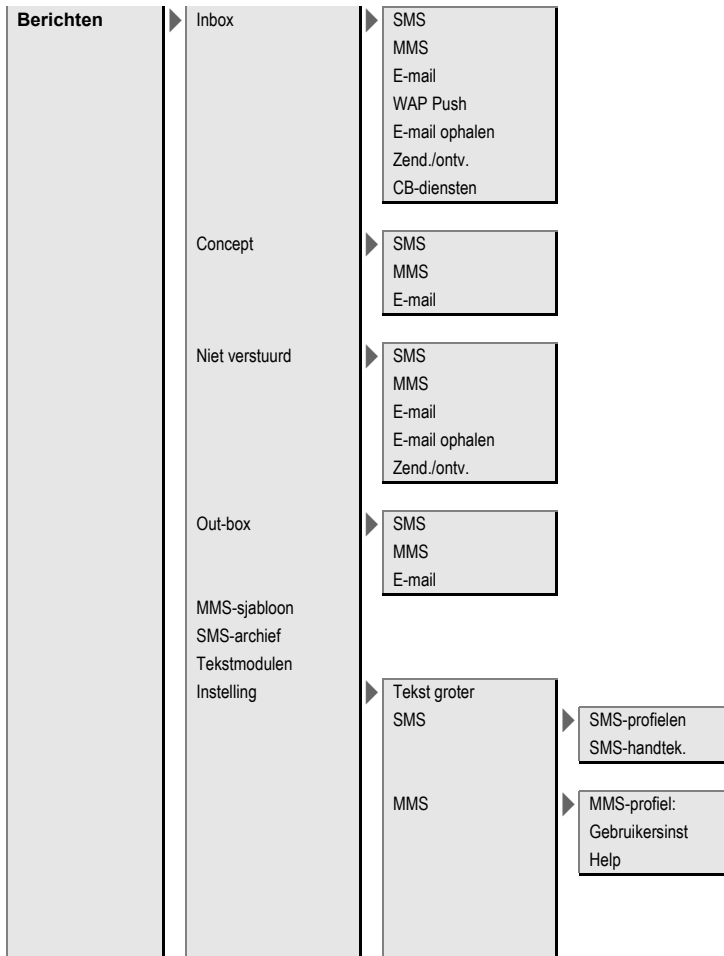 Berichten
Inbox
SMS
MMS
E-mail
WAP Push
E-mail ophalen
Zend./ontv.
CB-diensten
Concept
SMS
MMS
E-mail
Niet verstuurd
SMS
MMS
E-mail
E-mail ophalen
Zend./ontv.
Out-box
SMS
MMS
E-mail
MMS-sjabloon
SMS-archief
Tekstmodulen
Instelling
Tekst groter
SMS
SMS-profielen
SMS-handtek.
MMS
MMS-profiel:
Gebruikersinst
Help